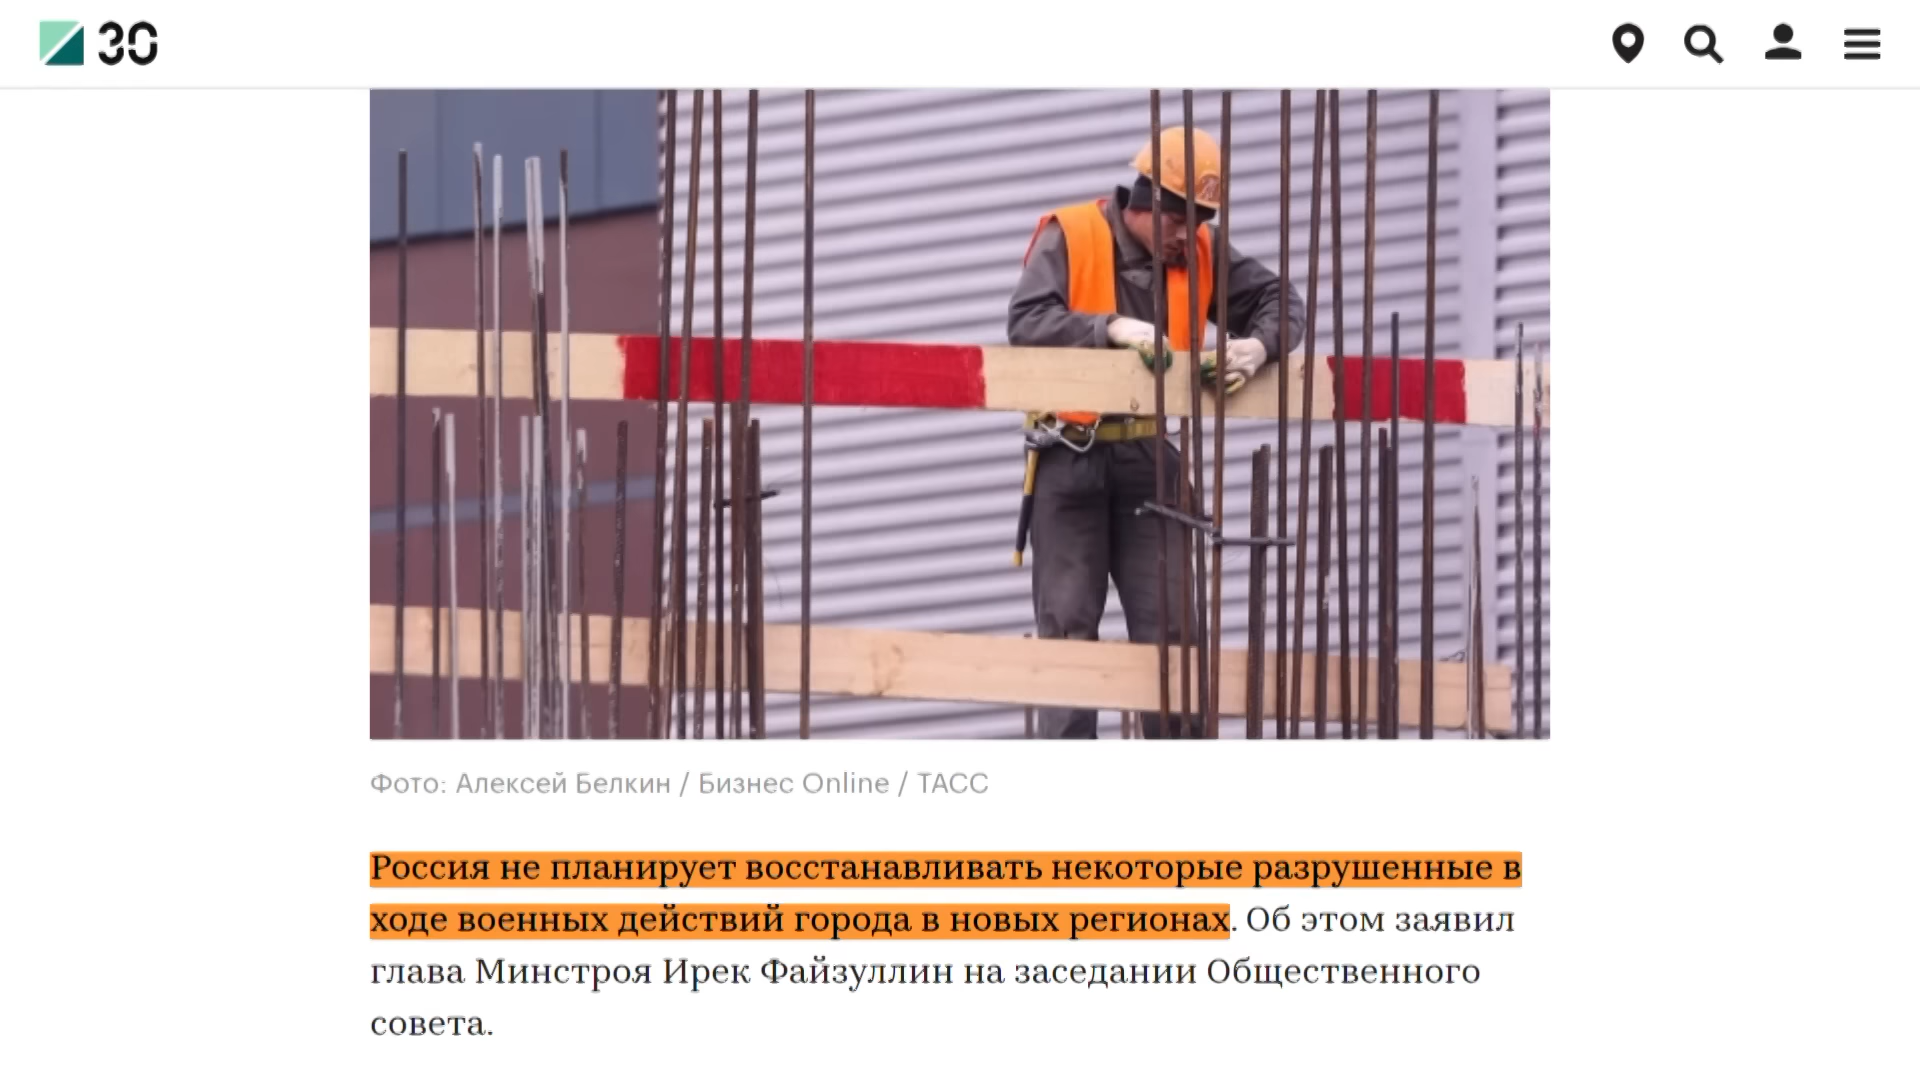 30
Фото: Алексей Белкин / Бизнес Online / ТАСС
Россия не планирует восстанавливать некоторые разрушенные в
ходе военных действий города в новых регионах. Об этом заявил
глава Минстроя Ирек Файзуллин на заседании Общественного
совета.